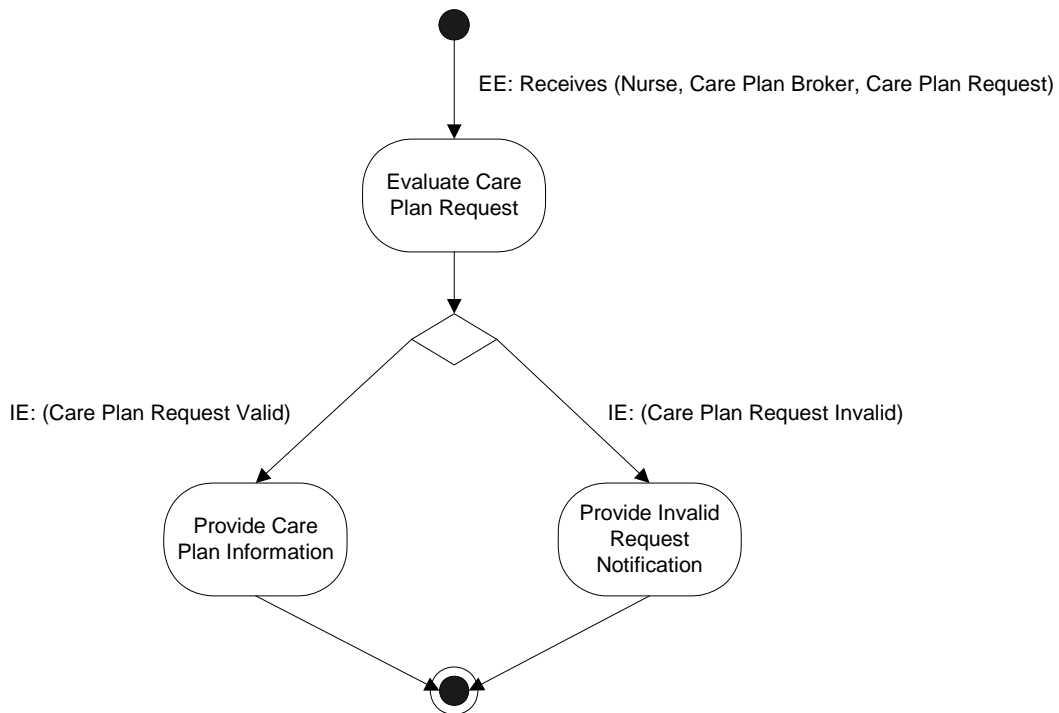 EE: Receives (Nurse, Care Plan Broker, Care Plan Request)
Evaluate Care
Plan Request
IE: (Care Plan Request Valid)
IE: (Care Plan Request Invalid)
Provide Care
Plan Information
Provide Invalid
Request
Notification